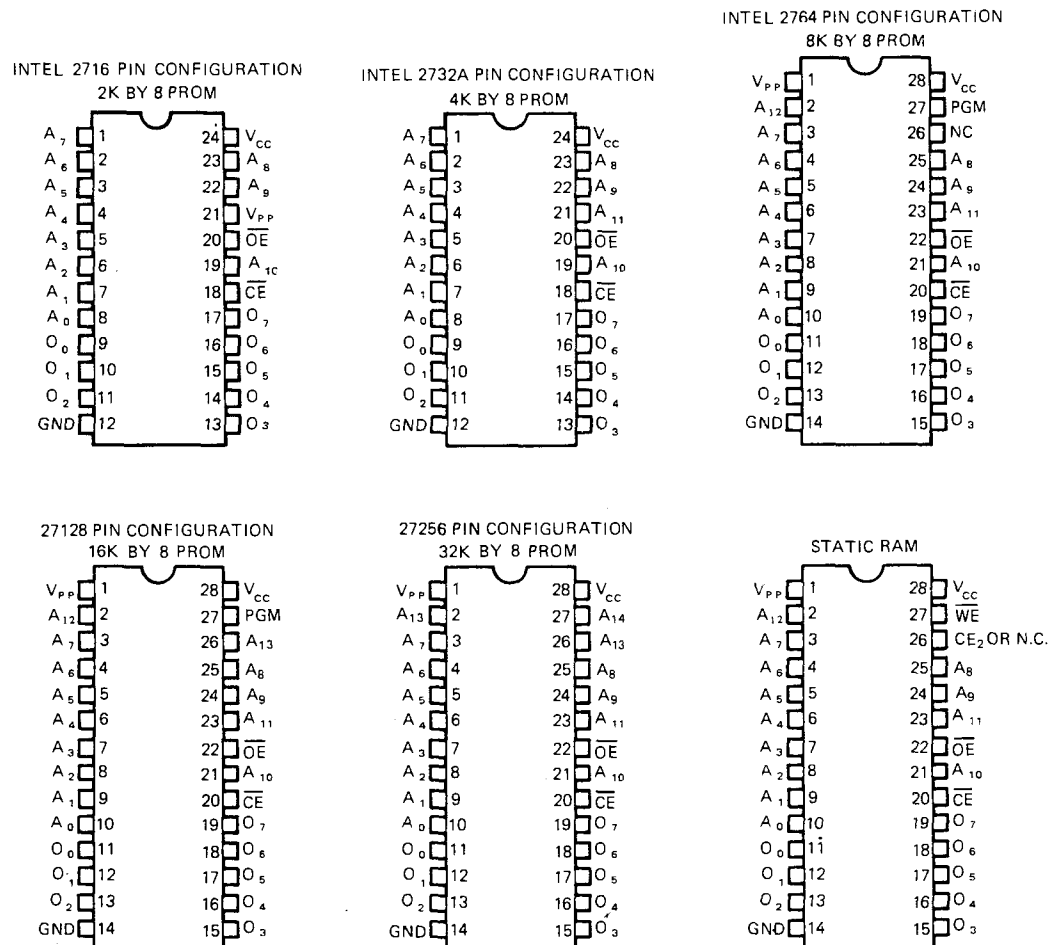 INTEL 2716 PIN CONFIGURATION
2K BY 8 PROM
A7 1 24 VCC
A6 2 23 A8
A5 3 22 A9
A4 4 21 VPP
A3 5 20 OE
A2 6 19 A10
A1 7 18 CE
A0 8 17 O7
O0 9 16 O6
O1 10 15 O5
O2 11 14 O4
GND 12 13 O3
INTEL 2732A PIN CONFIGURATION
4K BY 8 PROM
A7 1 24 VCC
A6 2 23 A8
A5 3 22 A9
A4 4 21 A11
A3 5 20 OE
A2 6 19 A10
A1 7 18 CE
A0 8 17 O7
O0 9 16 O6
O1 10 15 O5
O2 11 14 O4
GND 12 13 O3
INTEL 2764 PIN CONFIGURATION
8K BY 8 PROM
VPP 1 28 VCC
A12 2 27 PGM
A7 3 26 NC
A6 4 25 A8
A5 5 24 A9
A4 6 23 A11
A3 7 22 OE
A2 8 21 A10
A1 9 20 CE
A0 10 19 O7
O0 11 18 O6
O1 12 17 O5
O2 13 16 O4
GND 14 15 O3
27128 PIN CONFIGURATION
16K BY 8 PROM
VPP 1 28 VCC
A12 2 27 PGM
A7 3 26 A13
A6 4 25 A8
A5 5 24 A9
A4 6 23 A11
A3 7 22 OE
A2 8 21 A10
A1 9 20 CE
A0 10 19 O7
O0 11 18 O6
O1 12 17 O5
O2 13 16 O4
GND 14 15 O3
27256 PIN CONFIGURATION
32K BY 8 PROM
VPP 1 28 VCC
A13 2 27 A14
A7 3 26 A13
A6 4 25 A8
A5 5 24 A9
A4 6 23 A11
A3 7 22 OE
A2 8 21 A10
A1 9 20 CE
A0 10 19 O7
O0 11 18 O6
O1 12 17 O5
O2 13 16 O4
GND 14 15 O3
STATIC RAM
VPP 1 28 VCC
A12 2 27 WE
A7 3 26 CE2 OR N.C.
A6 4 25 A8
A5 5 24 A9
A4 6 23 A11
A3 7 22 OE
A2 8 21 A10
A1 9 20 CE
A0 10 19 O7
O0 11 18 O6
O1 12 17 O5
O2 13 16 O4
GND 14 15 O3